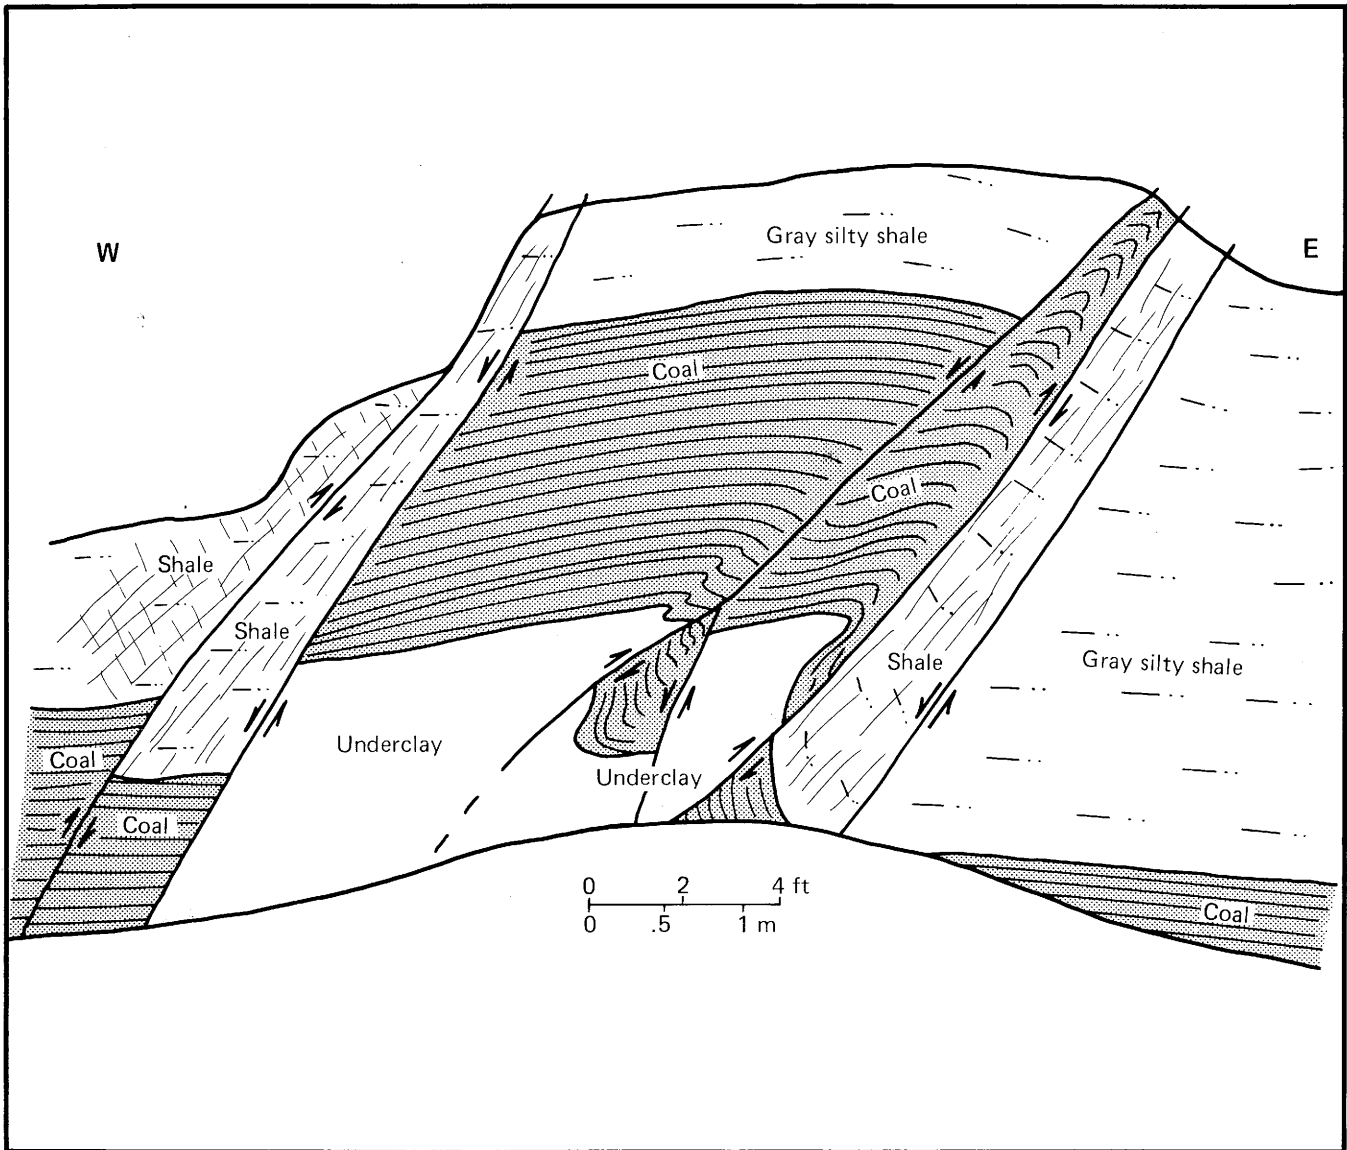 W
E
Gray silty shale
Coal
Coal
Shale
Shale
Shale
Gray silty shale
Coal
Underclay
Underclay
Coal
0 2 4 ft
0 .5 1 m
Coal